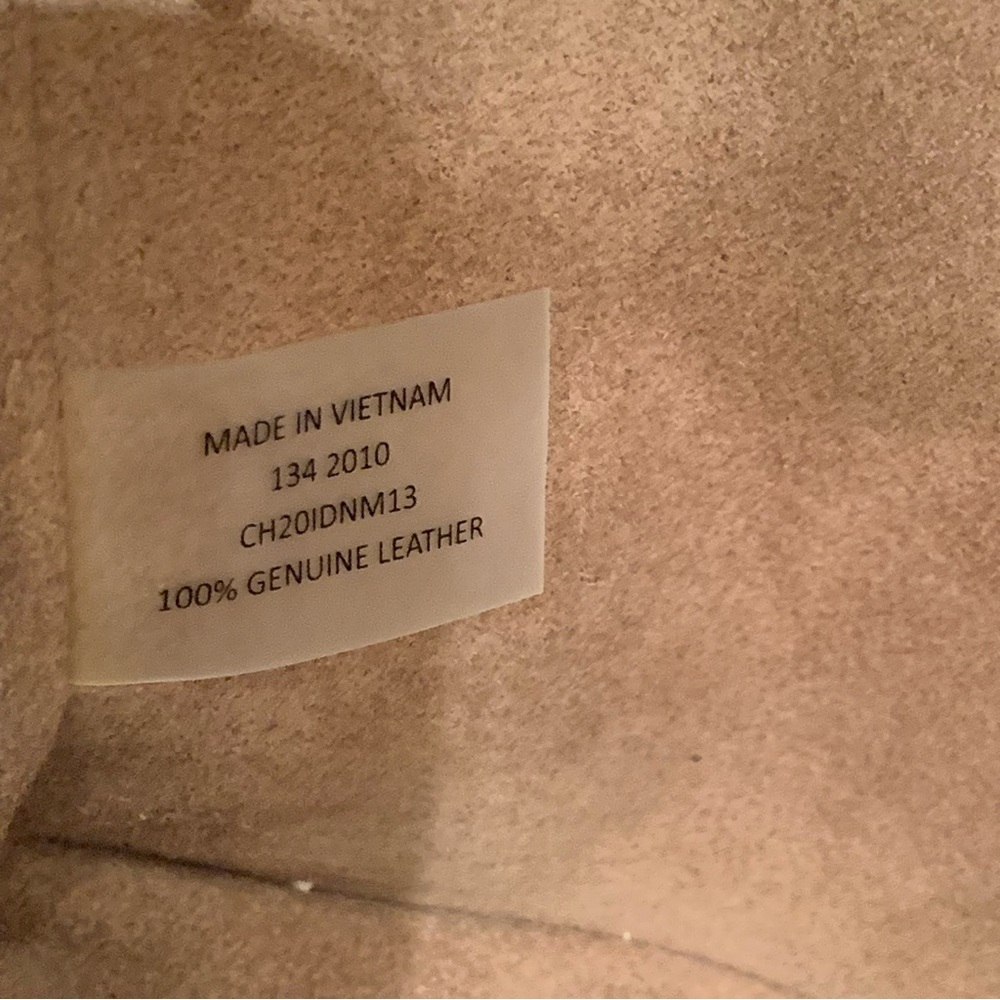 MADE IN VIETNAM
134 2010
CH20IDNM13
100% GENUINE LEATHER